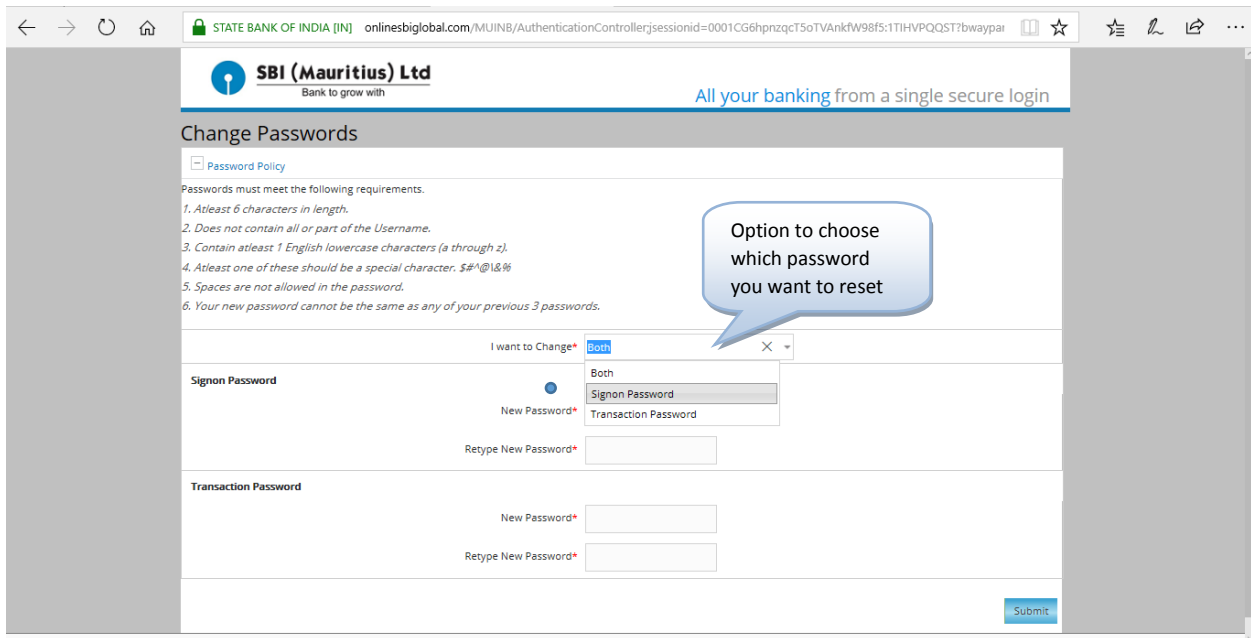 STATE BANK OF INDIA [IN] onlinesbiglobal.com/MUINB/AuthenticationController;jsessionid=0001CG6hpnzqcT5oTVAnkfW98f5:1TIHVPQQST?bwaypar
SBI (Mauritius) Ltd
Bank to grow with
All your banking from a single secure login
Change Passwords
Password Policy
Passwords must meet the following requirements.
1. Atleast 6 characters in length.
2. Does not contain all or part of the Username.
3. Contain atleast 1 English lowercase characters (a through z).
4. Atleast one of these should be a special character. $#^@\&%
5. Spaces are not allowed in the password.
6. Your new password cannot be the same as any of your previous 3 passwords.
Option to choose
which password
you want to reset
I want to Change* Both
Both
Signon Password
Signon Password
New Password* Transaction Password
Retype New Password*
Transaction Password
New Password*
Retype New Password*
Submit